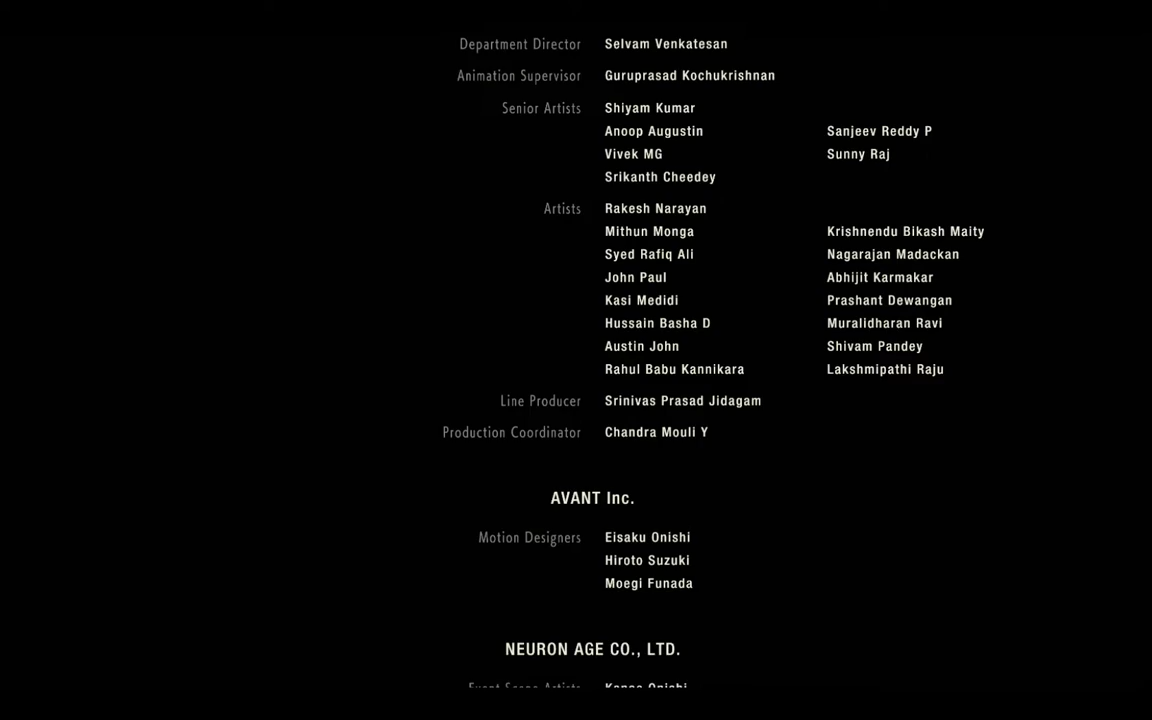 Department Director Selvam Venkatesan
Animation Supervisor Guruprasad Kochukrishnan
Senior Artists Shiyam Kumar
Anoop Augustin Sanjeev Reddy P
Vivek MG Sunny Raj
Srikanth Cheedey
Artists Rakesh Narayan
Mithun Monga Krishnendu Bikash Maity
Syed Rafiq Ali Nagarajan Madackan
John Paul Abhijit Karmakar
Kasi Medidi Prashant Dewangan
Hussain Basha D Muralidharan Ravi
Austin John Shivam Pandey
Rahul Babu Kannikara Lakshmipathi Raju
Line Producer Srinivas Prasad Jidagam
Production Coordinator Chandra Mouli Y
AVANT Inc.
Motion Designers Eisaku Onishi
Hiroto Suzuki
Moegi Funada
NEURON AGE CO., LTD.
Event Scene Artists Onishi